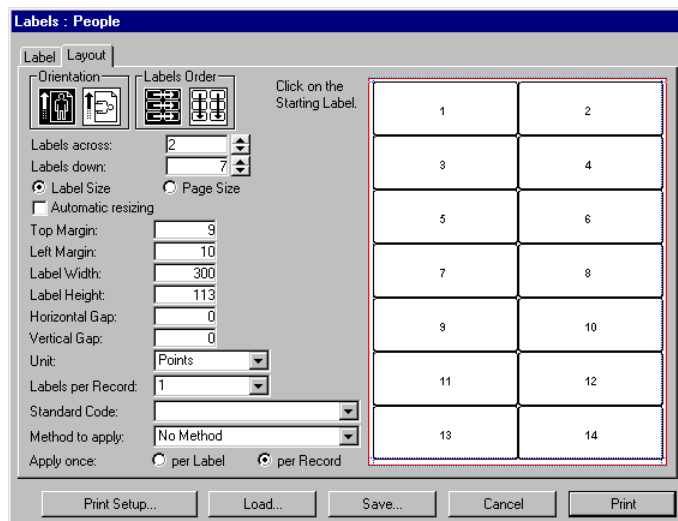 Labels : People
Label Layout
Orientation Labels Order
Click on the
Starting Label.
Labels across: 2
Labels down: 7
Label Size Page Size
Automatic resizing
Top Margin: 9
Left Margin: 10
Label Width: 300
Label Height: 113
Horizontal Gap: 0
Vertical Gap: 0
Unit: Points
Labels per Record: 1
Standard Code:
Method to apply: No Method
Apply once: per Label per Record
1 2
3 4
5 6
7 8
9 10
11 12
13 14
Print Setup... Load... Save... Cancel Print